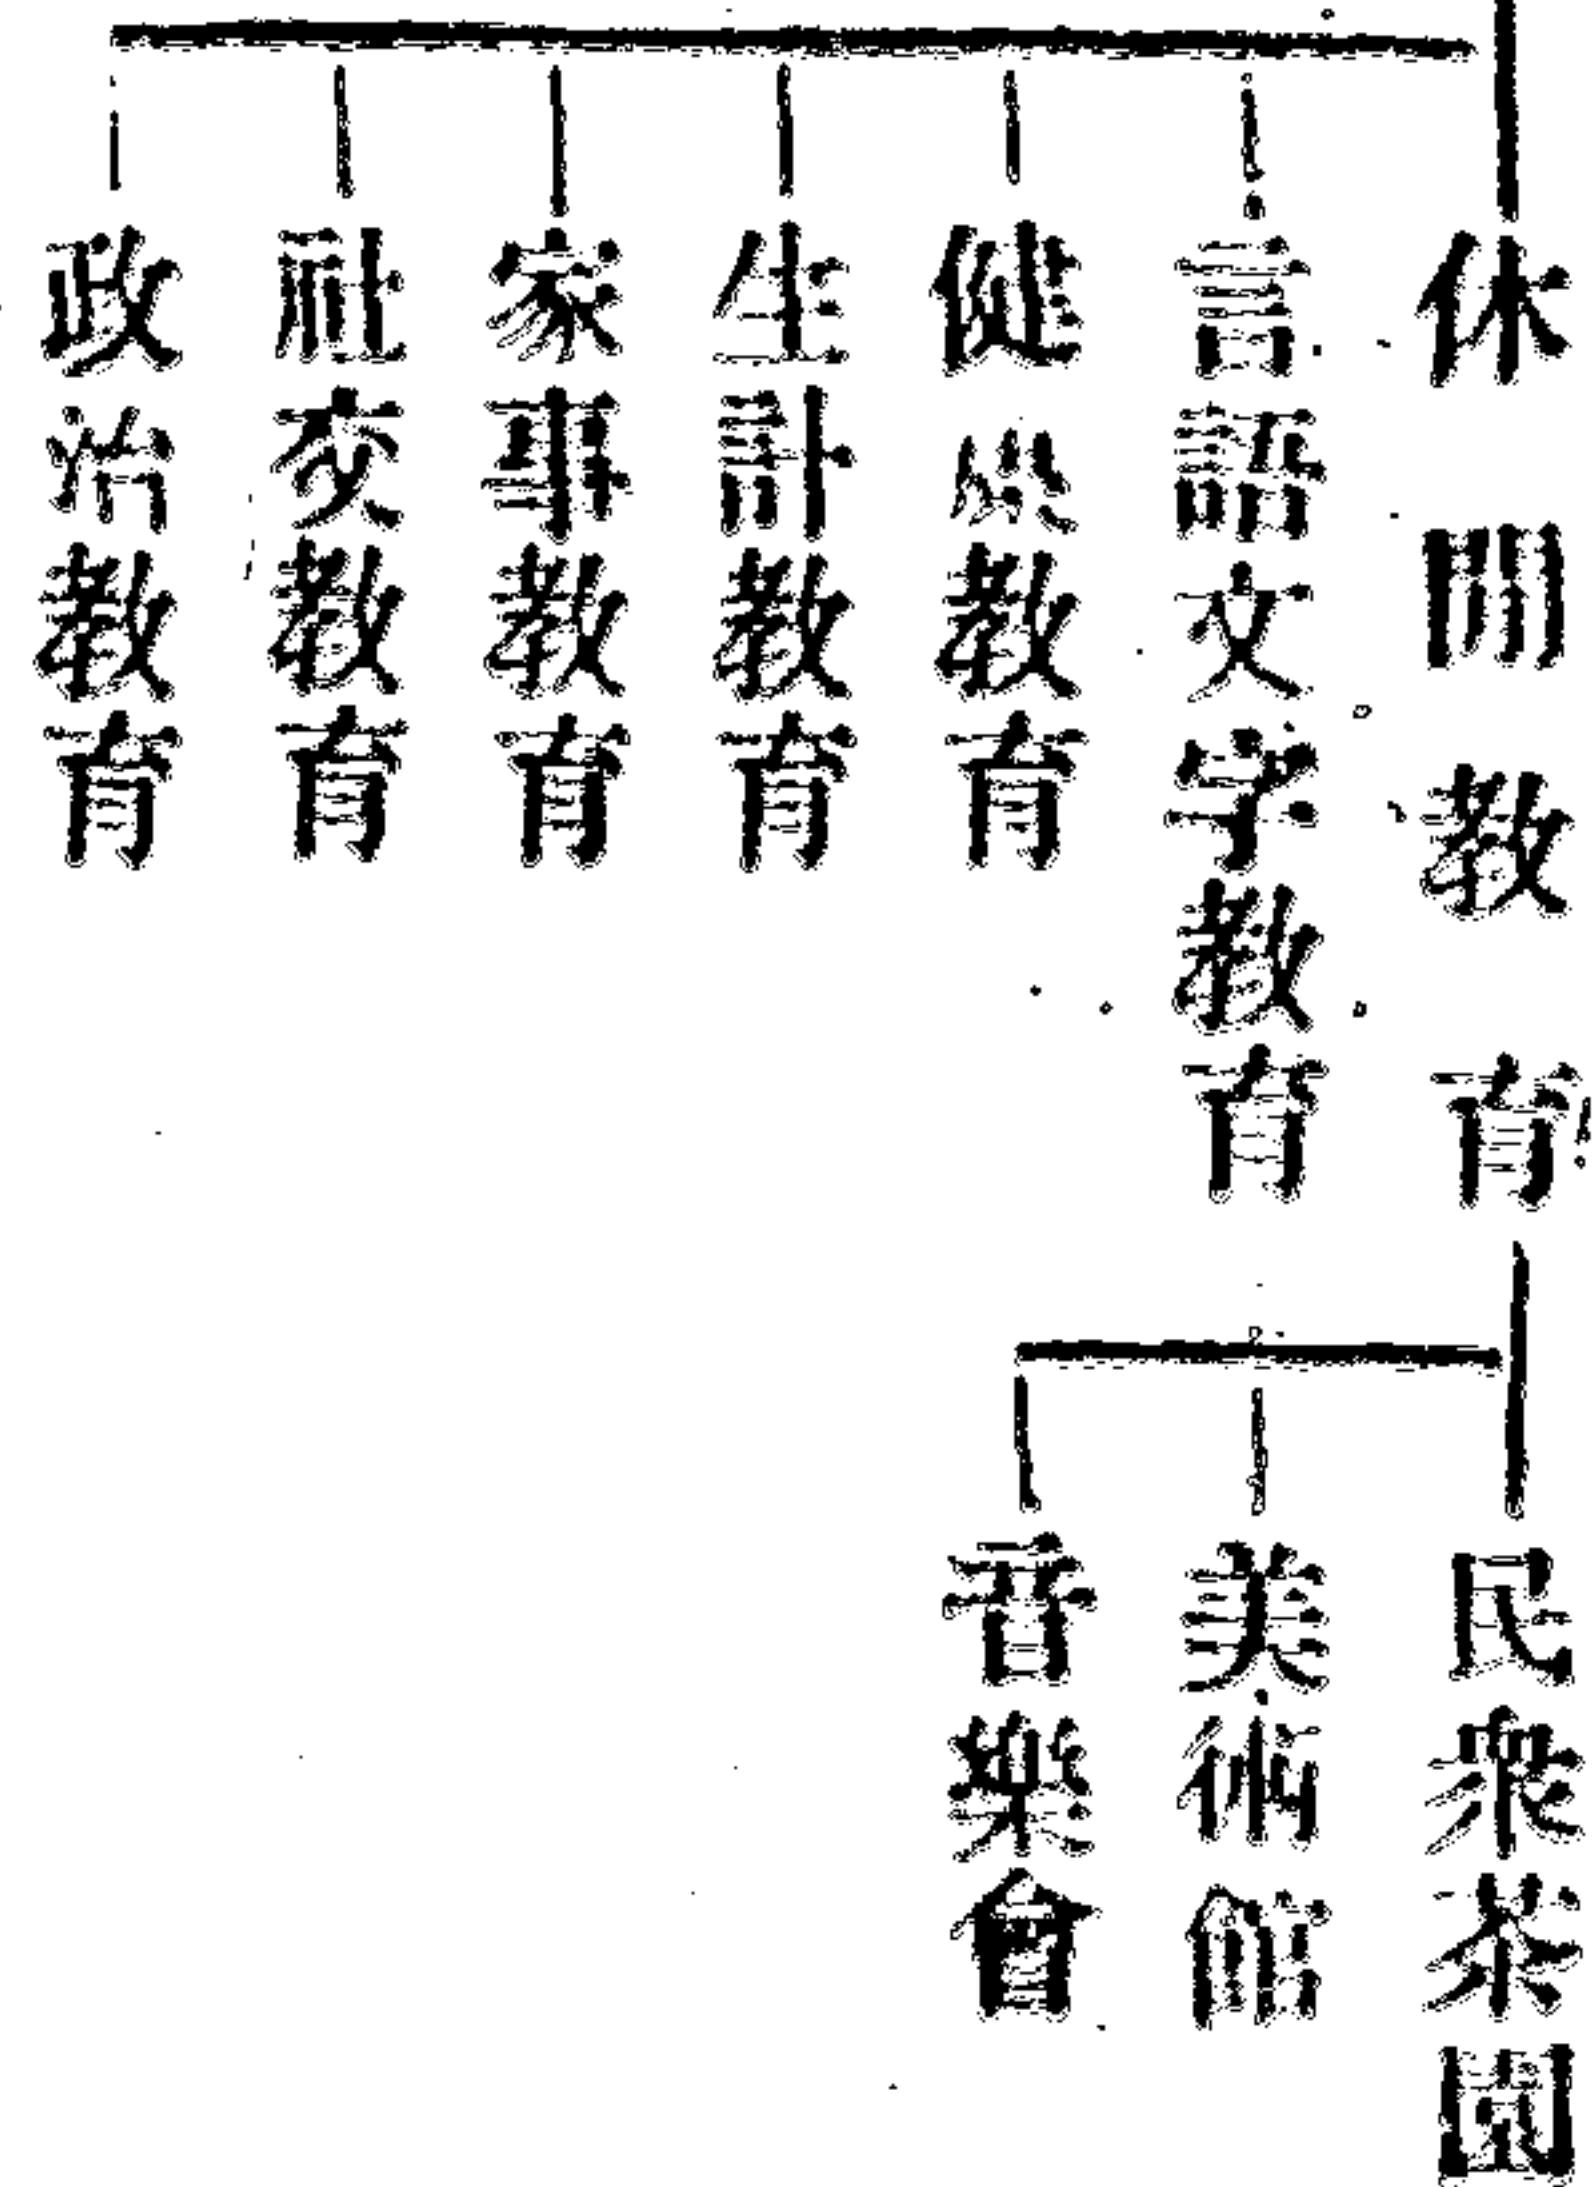 休閒教育
言語文字教育
健康教育
生計教育
家事教育
社交教育
政治教育
民衆茶園
美術館
音樂會